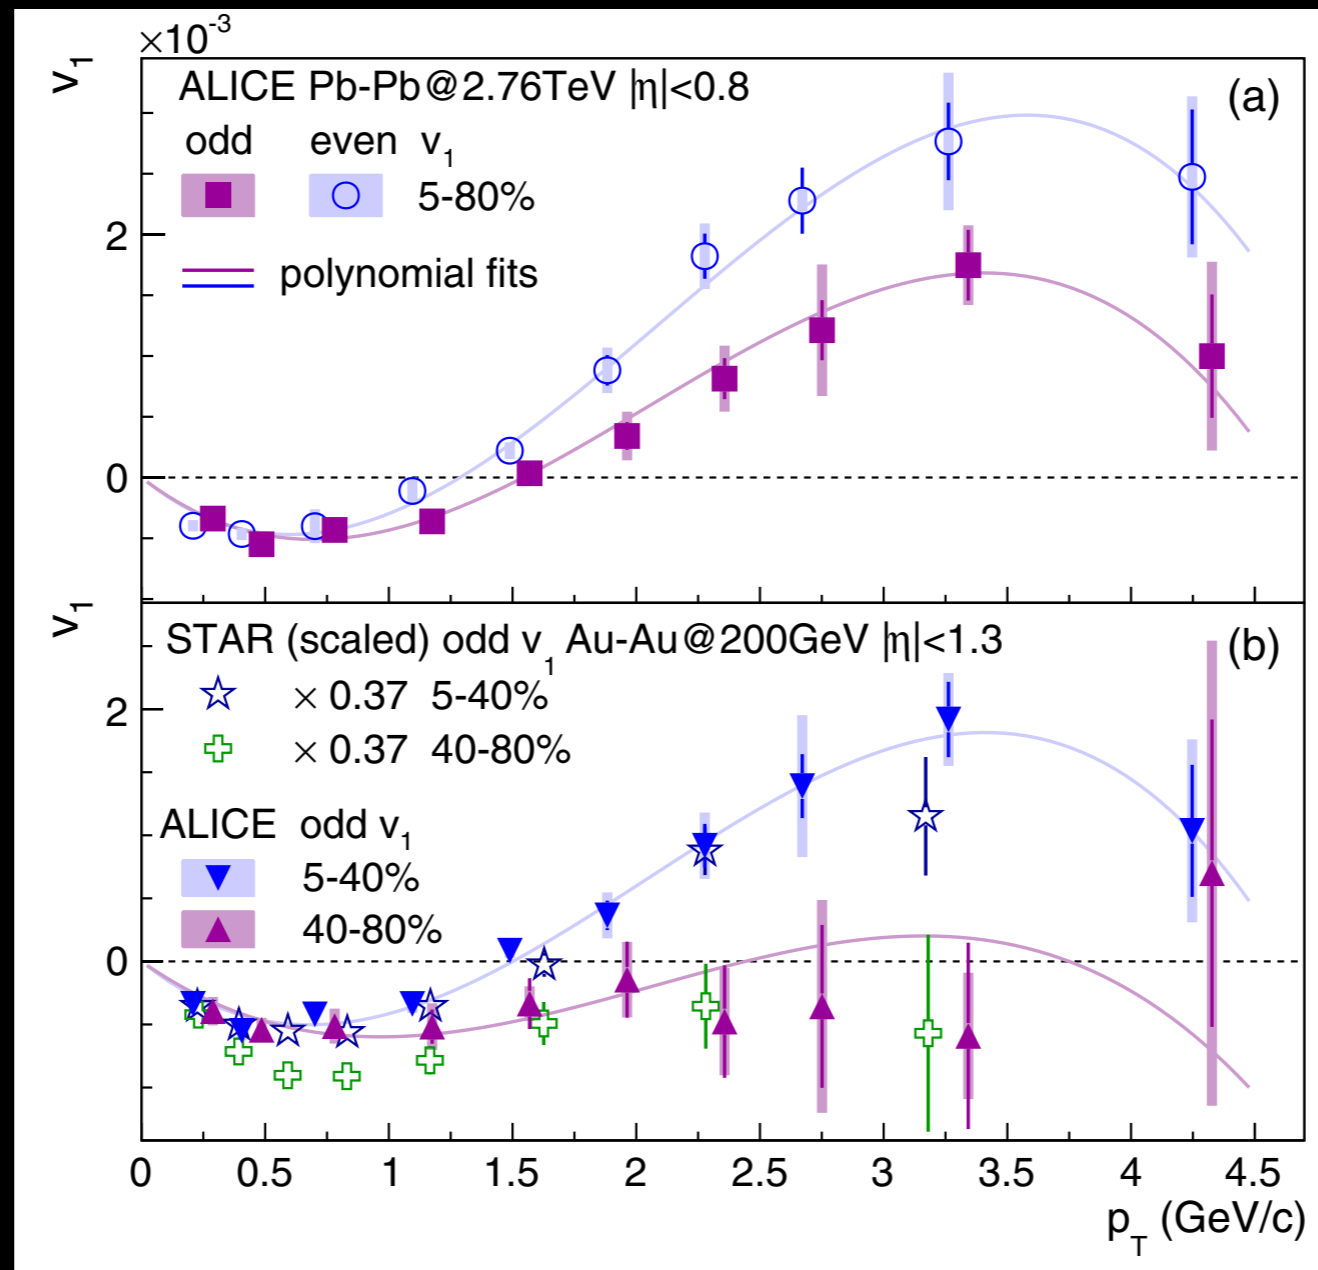 ×10⁻³
v₁
ALICE Pb-Pb@2.76TeV |η|<0.8
(a)
odd even v₁
5-80%
polynomial fits
2
0
v₁
STAR (scaled) odd v₁ Au-Au@200GeV |η|<1.3
(b)
× 0.37 5-40%
× 0.37 40-80%
ALICE odd v₁
5-40%
40-80%
2
0
0 0.5 1 1.5 2 2.5 3 3.5 4 4.5
p_T (GeV/c)